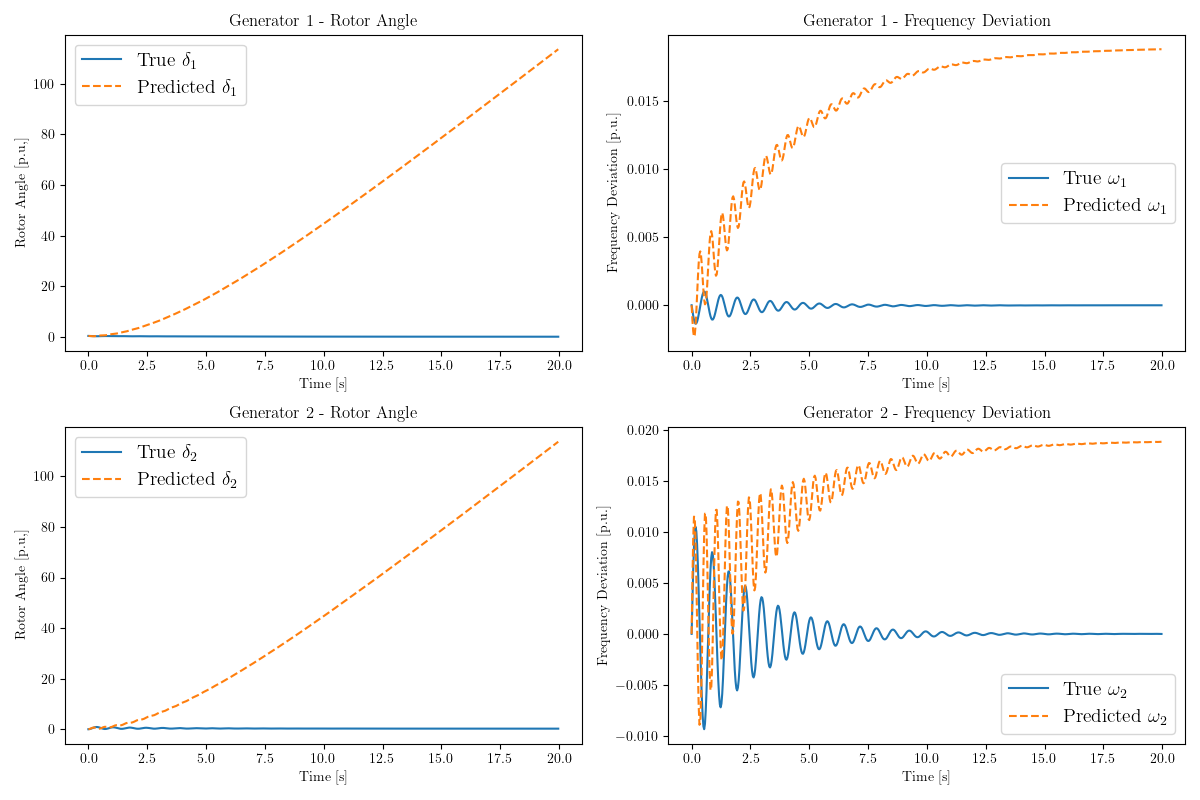 Generator 1 - Rotor Angle
True δ₁
Predicted δ₁
Rotor Angle [p.u.]
100
80
60
40
20
0
0.0 2.5 5.0 7.5 10.0 12.5 15.0 17.5 20.0
Time [s]
Generator 1 - Frequency Deviation
True ω₁
Predicted ω₁
Frequency Deviation [p.u.]
0.015
0.010
0.005
0.000
0.0 2.5 5.0 7.5 10.0 12.5 15.0 17.5 20.0
Time [s]
Generator 2 - Rotor Angle
True δ₂
Predicted δ₂
Rotor Angle [p.u.]
100
80
60
40
20
0
0.0 2.5 5.0 7.5 10.0 12.5 15.0 17.5 20.0
Time [s]
Generator 2 - Frequency Deviation
True ω₂
Predicted ω₂
Frequency Deviation [p.u.]
0.020
0.015
0.010
0.005
0.000
−0.005
−0.010
0.0 2.5 5.0 7.5 10.0 12.5 15.0 17.5 20.0
Time [s]